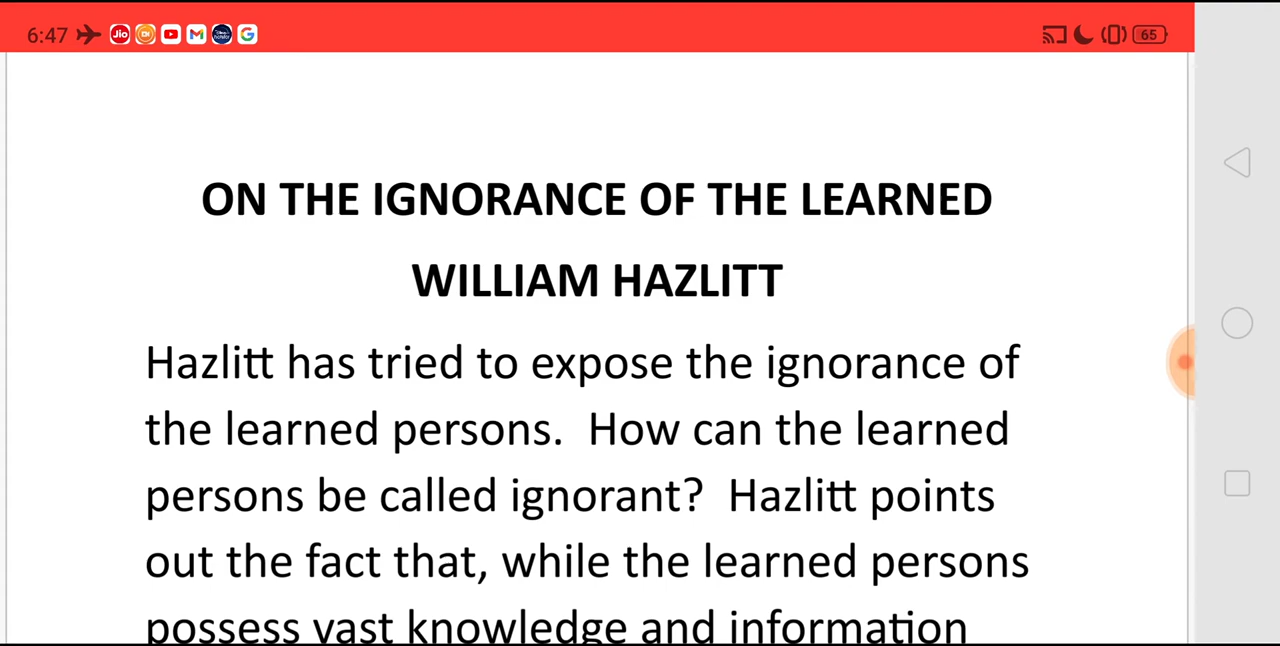 6:47
Jio
65
ON THE IGNORANCE OF THE LEARNED
WILLIAM HAZLITT
Hazlitt has tried to expose the ignorance of
the learned persons.  How can the learned
persons be called ignorant?  Hazlitt points
out the fact that, while the learned persons
possess vast knowledge and information